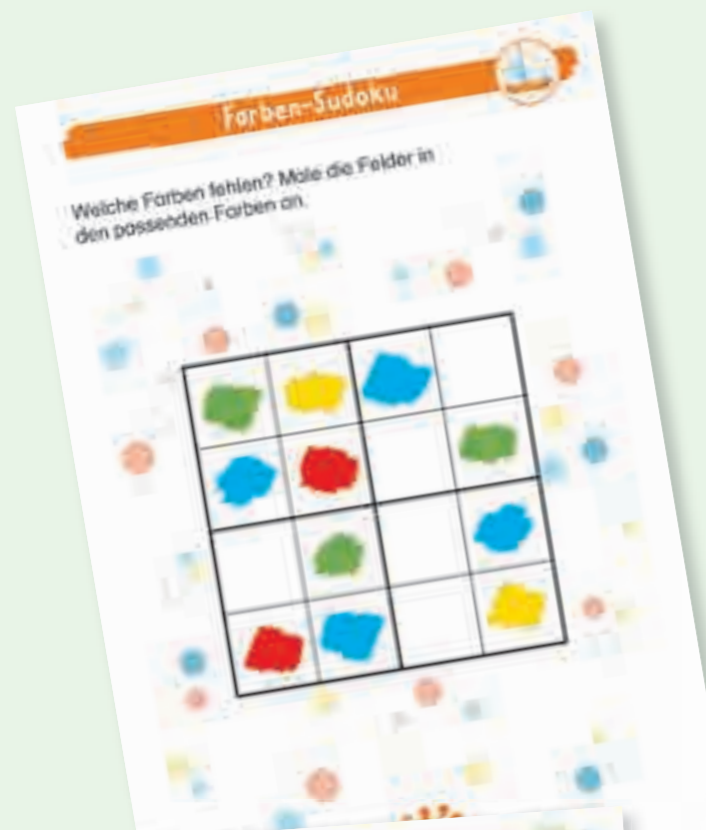 Farben-Sudoku
Welche Farben fehlen? Male die Felder in
den passenden Farben an.